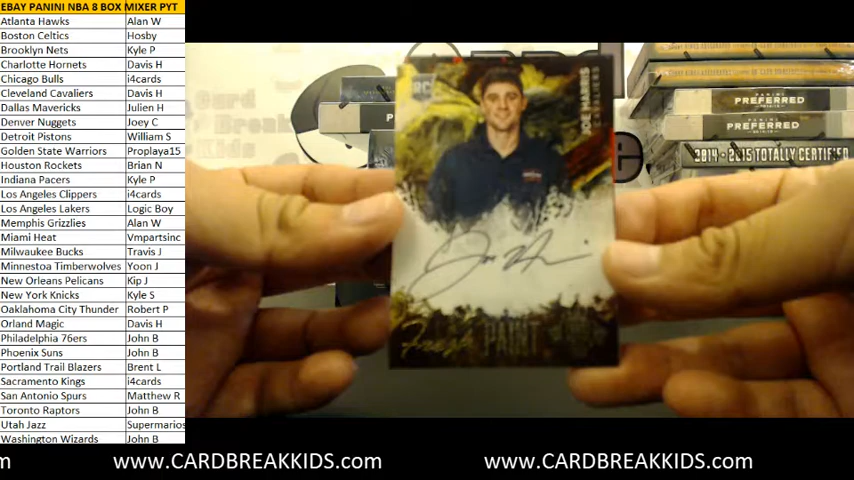 EBAY PANINI NBA 8 BOX MIXER PYT
Atlanta Hawks Alan W
Boston Celtics Hosby
Brooklyn Nets Kyle P
Charlotte Hornets Davis H
Chicago Bulls i4cards
Cleveland Cavaliers Davis H
Dallas Mavericks Julien H
Denver Nuggets Joey C
Detroit Pistons William S
Golden State Warriors Proplaya15
Houston Rockets Brian N
Indiana Pacers Kyle P
Los Angeles Clippers i4cards
Los Angeles Lakers Logic Boy
Memphis Grizzlies Alan W
Miami Heat Vmpartsinc
Milwaukee Bucks Travis J
Minnestoa Timberwolves Yoon J
New Orleans Pelicans Kip J
New York Knicks Kyle S
Oaklahoma City Thunder Robert P
Orland Magic Davis H
Philadelphia 76ers John B
Phoenix Suns John B
Portland Trail Blazers Brent L
Sacramento Kings i4cards
San Antonio Spurs Matthew R
Toronto Raptors John B
Utah Jazz Supermarios
Washington Wizards John B
RC
JOE HARRIS
CAVALIERS
Joe Harris
Fresh PAINT
PREFERRED
PREFERRED
2014-2015 TOTALLY CERTIFIED
m www.CARDBREAKKIDS.com www.CARDBREAKKIDS.com